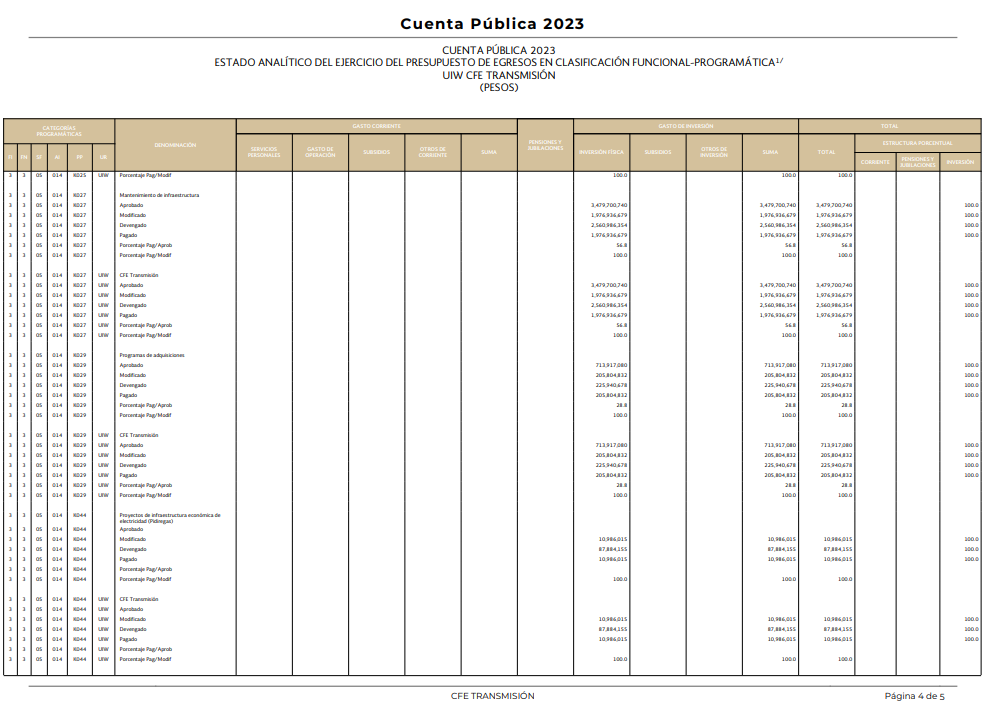 Cuenta Pública 2023
CUENTA PÚBLICA 2023
ESTADO ANALÍTICO DEL EJERCICIO DEL PRESUPUESTO DE EGRESOS EN CLASIFICACIÓN FUNCIONAL-PROGRAMÁTICA1/
UIW CFE TRANSMISIÓN
(PESOS)
CATEGORÍAS PROGRAMÁTICAS DENOMINACIÓN GASTO CORRIENTE PENSIONES Y JUBILACIONES GASTO DE INVERSIÓN TOTAL
FI FN SF AI PP UR SERVICIOS PERSONALES GASTO DE OPERACIÓN SUBSIDIOS OTROS DE CORRIENTE SUMA INVERSIÓN FÍSICA SUBSIDIOS OTROS DE INVERSIÓN SUMA TOTAL ESTRUCTURA PORCENTUAL
CORRIENTE PENSIONES Y JUBILACIONES INVERSIÓN
3 3 05 014 K025 UIW Porcentaje Pag/Modif 100.0 100.0 100.0
3 3 05 014 K027 Mantenimiento de infraestructura
3 3 05 014 K027 Aprobado 3,479,700,740 3,479,700,740 3,479,700,740 100.0
3 3 05 014 K027 Modificado 1,976,936,679 1,976,936,679 1,976,936,679 100.0
3 3 05 014 K027 Devengado 2,560,986,354 2,560,986,354 2,560,986,354 100.0
3 3 05 014 K027 Pagado 1,976,936,679 1,976,936,679 1,976,936,679 100.0
3 3 05 014 K027 Porcentaje Pag/Aprob 56.8 56.8 56.8
3 3 05 014 K027 Porcentaje Pag/Modif 100.0 100.0 100.0
3 3 05 014 K027 UIW CFE Transmisión
3 3 05 014 K027 UIW Aprobado 3,479,700,740 3,479,700,740 3,479,700,740 100.0
3 3 05 014 K027 UIW Modificado 1,976,936,679 1,976,936,679 1,976,936,679 100.0
3 3 05 014 K027 UIW Devengado 2,560,986,354 2,560,986,354 2,560,986,354 100.0
3 3 05 014 K027 UIW Pagado 1,976,936,679 1,976,936,679 1,976,936,679 100.0
3 3 05 014 K027 UIW Porcentaje Pag/Aprob 56.8 56.8 56.8
3 3 05 014 K027 UIW Porcentaje Pag/Modif 100.0 100.0 100.0
3 3 05 014 K029 Programas de adquisiciones
3 3 05 014 K029 Aprobado 713,917,080 713,917,080 713,917,080 100.0
3 3 05 014 K029 Modificado 205,804,832 205,804,832 205,804,832 100.0
3 3 05 014 K029 Devengado 225,940,678 225,940,678 225,940,678 100.0
3 3 05 014 K029 Pagado 205,804,832 205,804,832 205,804,832 100.0
3 3 05 014 K029 Porcentaje Pag/Aprob 28.8 28.8 28.8
3 3 05 014 K029 Porcentaje Pag/Modif 100.0 100.0 100.0
3 3 05 014 K029 UIW CFE Transmisión
3 3 05 014 K029 UIW Aprobado 713,917,080 713,917,080 713,917,080 100.0
3 3 05 014 K029 UIW Modificado 205,804,832 205,804,832 205,804,832 100.0
3 3 05 014 K029 UIW Devengado 225,940,678 225,940,678 225,940,678 100.0
3 3 05 014 K029 UIW Pagado 205,804,832 205,804,832 205,804,832 100.0
3 3 05 014 K029 UIW Porcentaje Pag/Aprob 28.8 28.8 28.8
3 3 05 014 K029 UIW Porcentaje Pag/Modif 100.0 100.0 100.0
3 3 05 014 K044 Proyectos de infraestructura económica de
electricidad (Pidiregas)
3 3 05 014 K044 Aprobado
3 3 05 014 K044 Modificado 10,986,015 10,986,015 10,986,015 100.0
3 3 05 014 K044 Devengado 87,884,155 87,884,155 87,884,155 100.0
3 3 05 014 K044 Pagado 10,986,015 10,986,015 10,986,015 100.0
3 3 05 014 K044 Porcentaje Pag/Aprob
3 3 05 014 K044 Porcentaje Pag/Modif 100.0 100.0 100.0
3 3 05 014 K044 UIW CFE Transmisión
3 3 05 014 K044 UIW Aprobado
3 3 05 014 K044 UIW Modificado 10,986,015 10,986,015 10,986,015 100.0
3 3 05 014 K044 UIW Devengado 87,884,155 87,884,155 87,884,155 100.0
3 3 05 014 K044 UIW Pagado 10,986,015 10,986,015 10,986,015 100.0
3 3 05 014 K044 UIW Porcentaje Pag/Aprob
3 3 05 014 K044 UIW Porcentaje Pag/Modif 100.0 100.0 100.0
CFE TRANSMISIÓN
Página 4 de 5